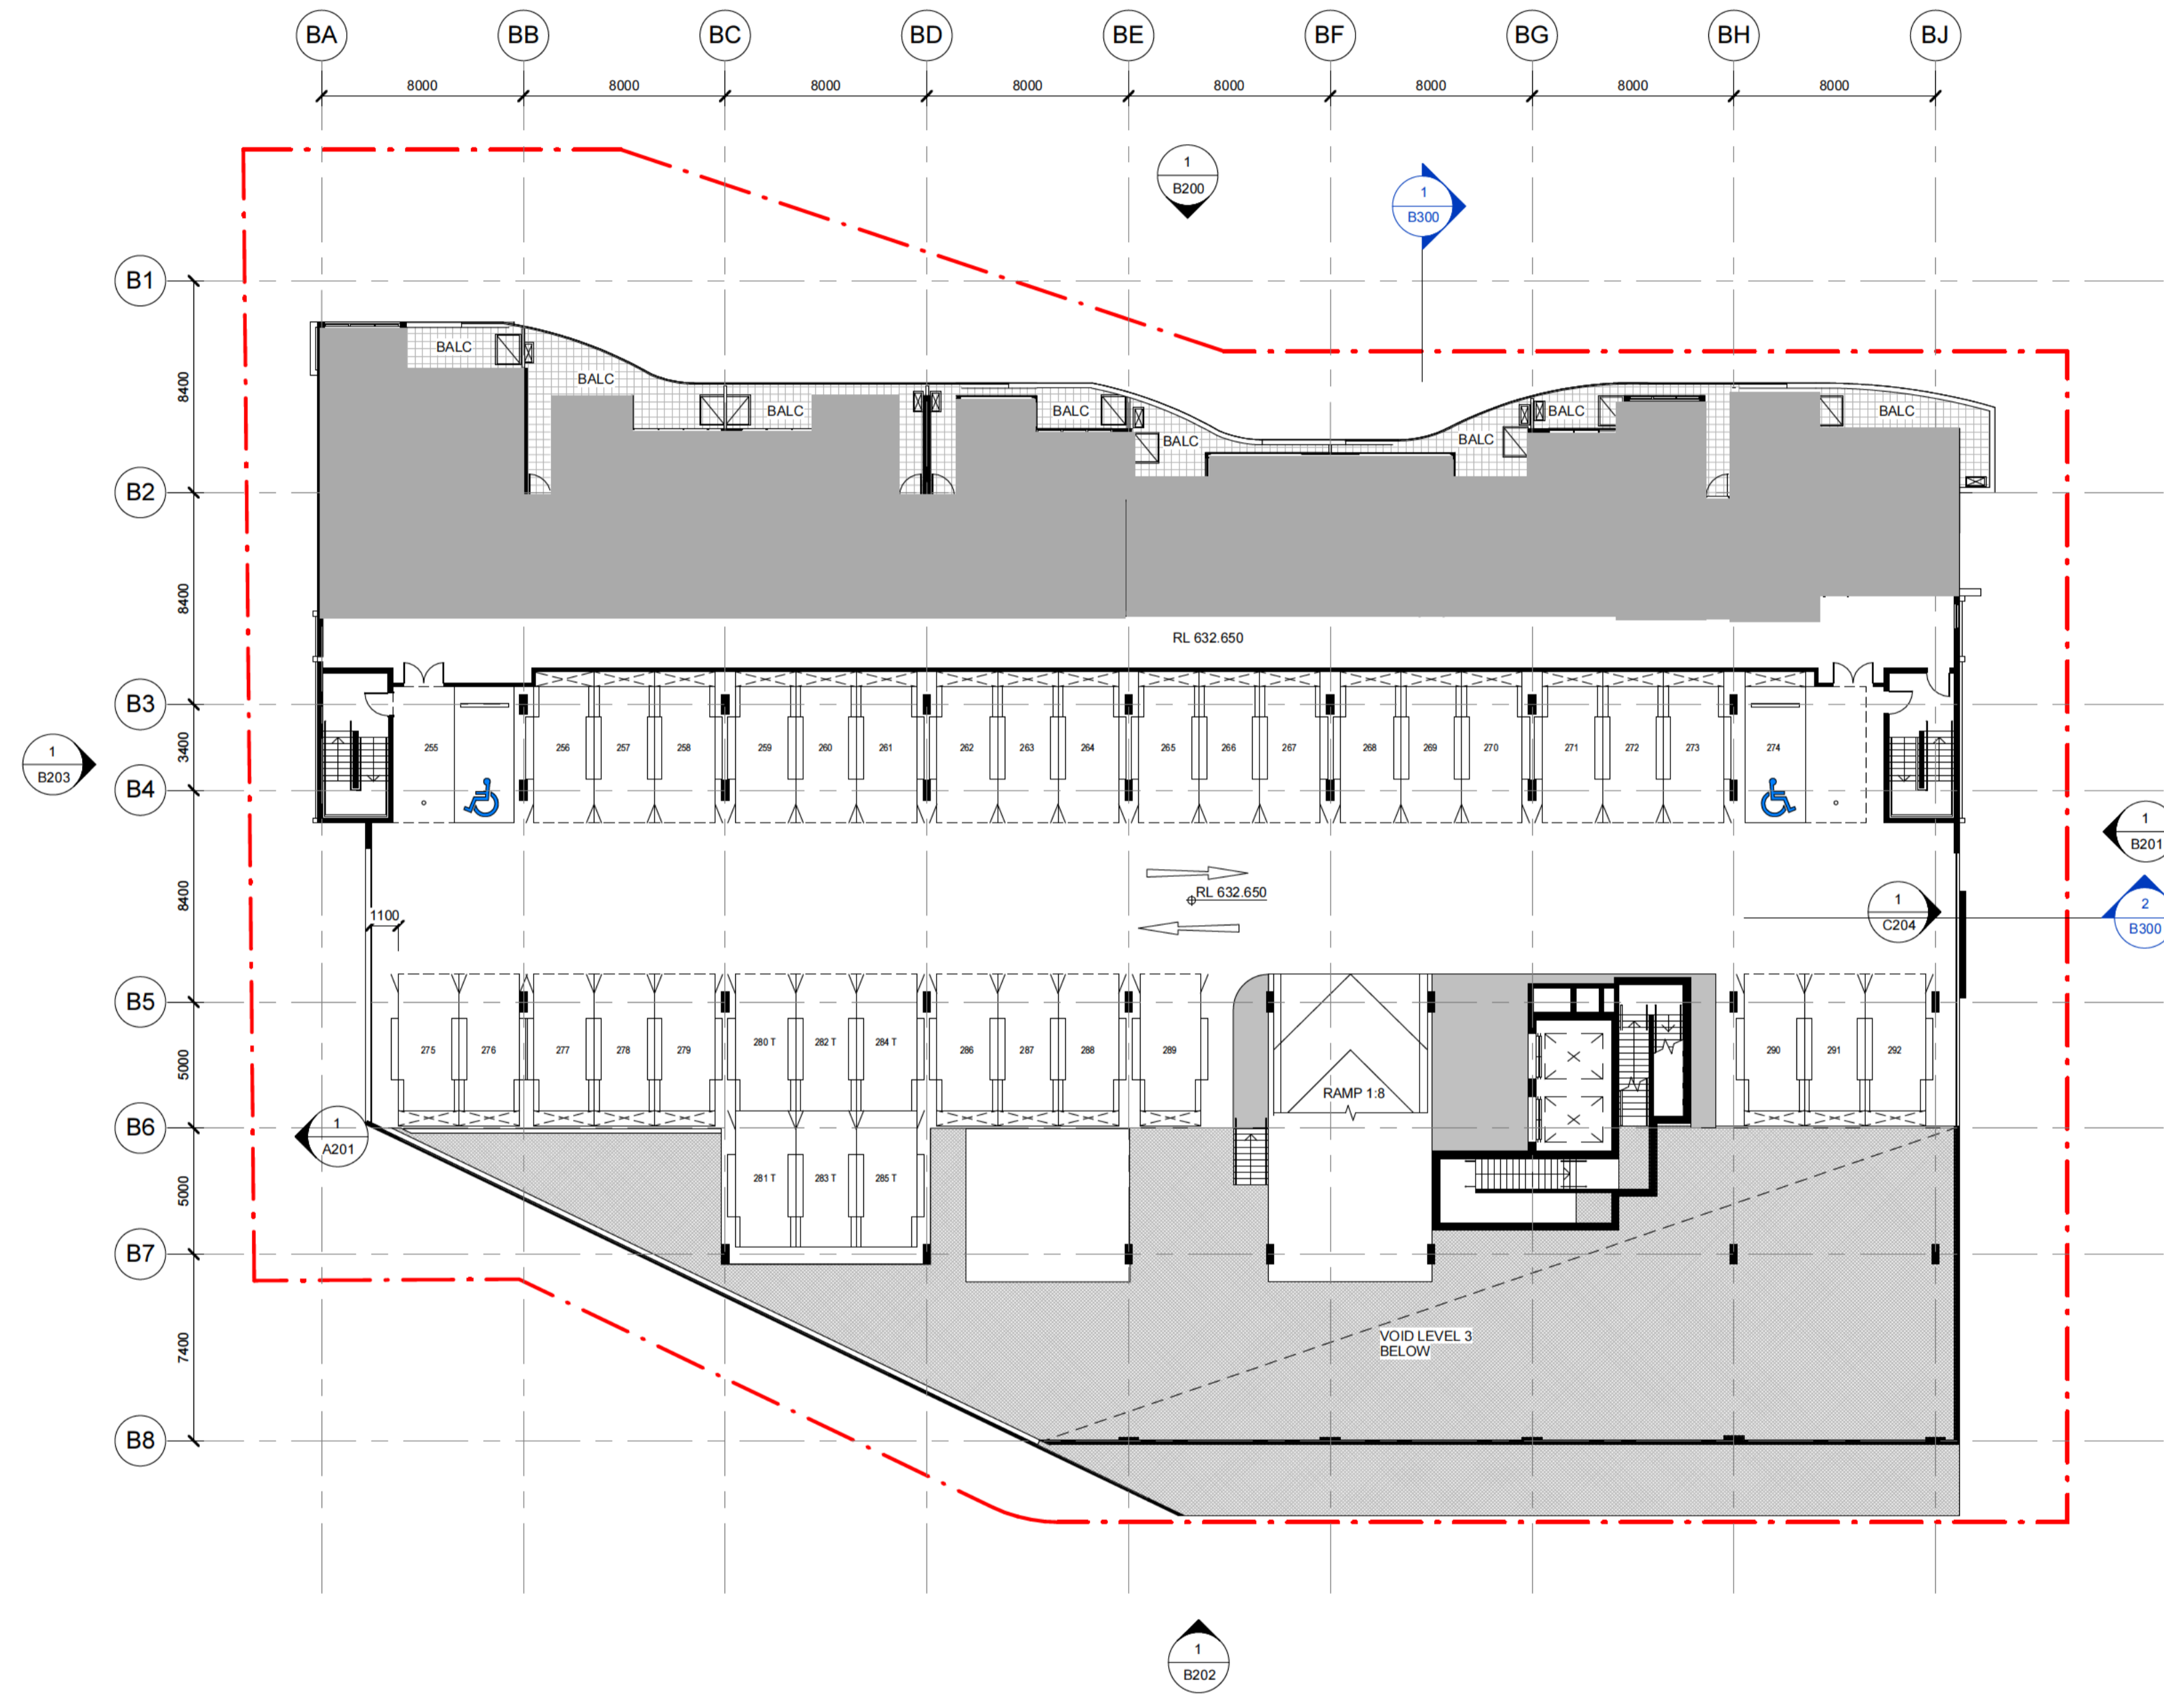 BA BB BC BD BE BF BG BH BJ
8000 8000 8000 8000 8000 8000 8000 8000
1
B200
1
B300
B1
8400
BALC
BALC
BALC
BALC
BALC
BALC
BALC
BALC
B2
8400
RL 632.650
B3
3400
1
B203
255 256 257 258 259 260 261 262 263 264 265 266 267 268 269 270 271 272 273 274
B4
1
B201
8400
RL 632.650
1100
1
C204
2
B300
B5
5000
275 276 277 278 279 280 T 282 T 284 T 286 287 288 289 290 291 292
RAMP 1:8
B6
1
A201
5000
281 T 283 T 285 T
B7
7400
VOID LEVEL 3
BELOW
B8
1
B202